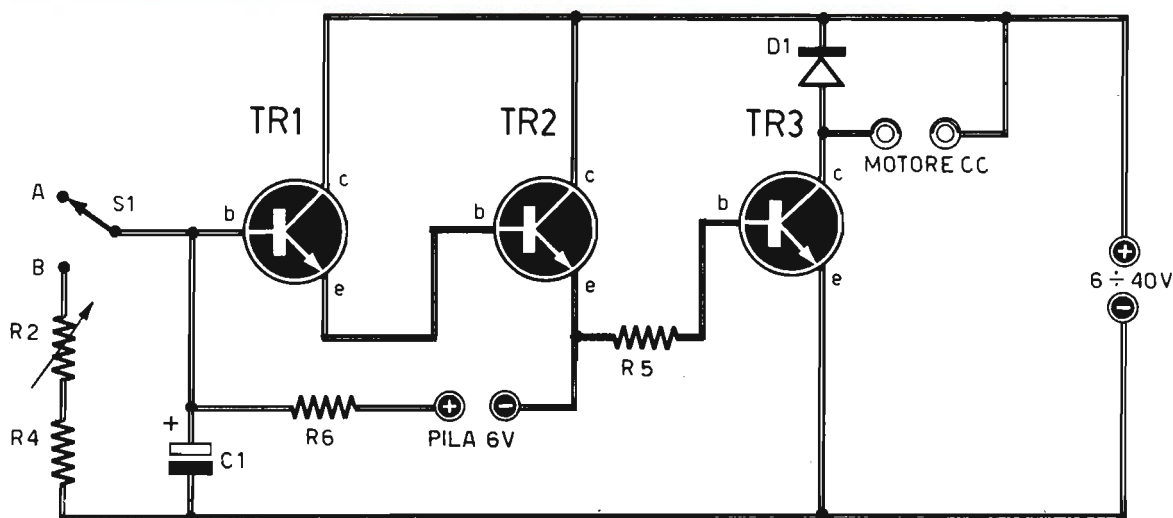 D1
TR1
TR2
TR3
MOTORE CC
c
c
c
A
S1
b
b
b
B
e
e
e
+
-
6÷40V
R2
R5
R4
+
C1
R6
+
-
PILA 6V